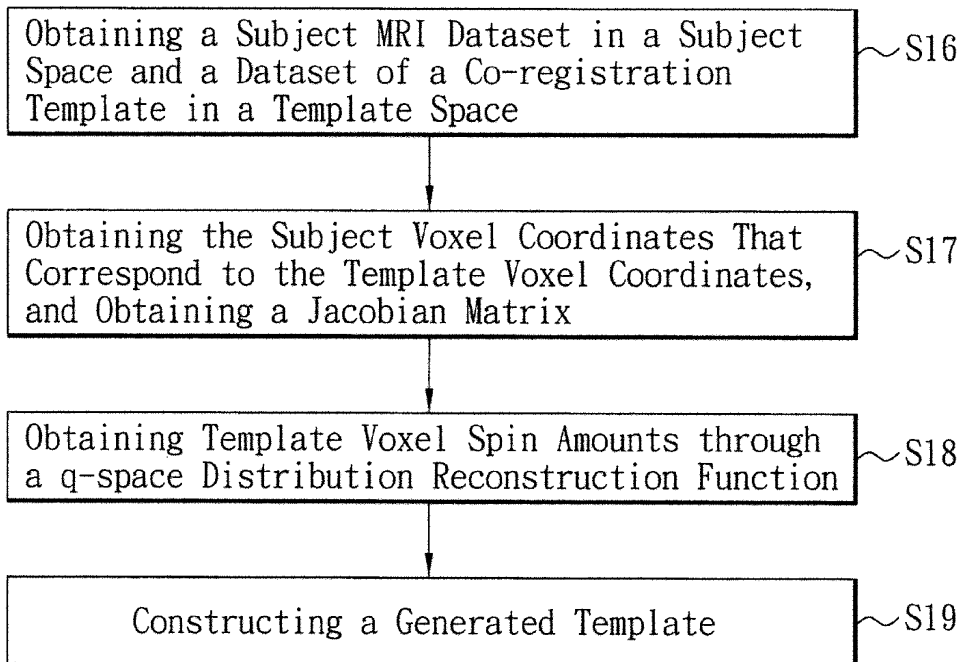 Obtaining a Subject MRI Dataset in a Subject
Space and a Dataset of a Co-registration
Template in a Template Space
S16
Obtaining the Subject Voxel Coordinates That
Correspond to the Template Voxel Coordinates,
and Obtaining a Jacobian Matrix
S17
Obtaining Template Voxel Spin Amounts through
a q-space Distribution Reconstruction Function
S18
Constructing a Generated Template
S19